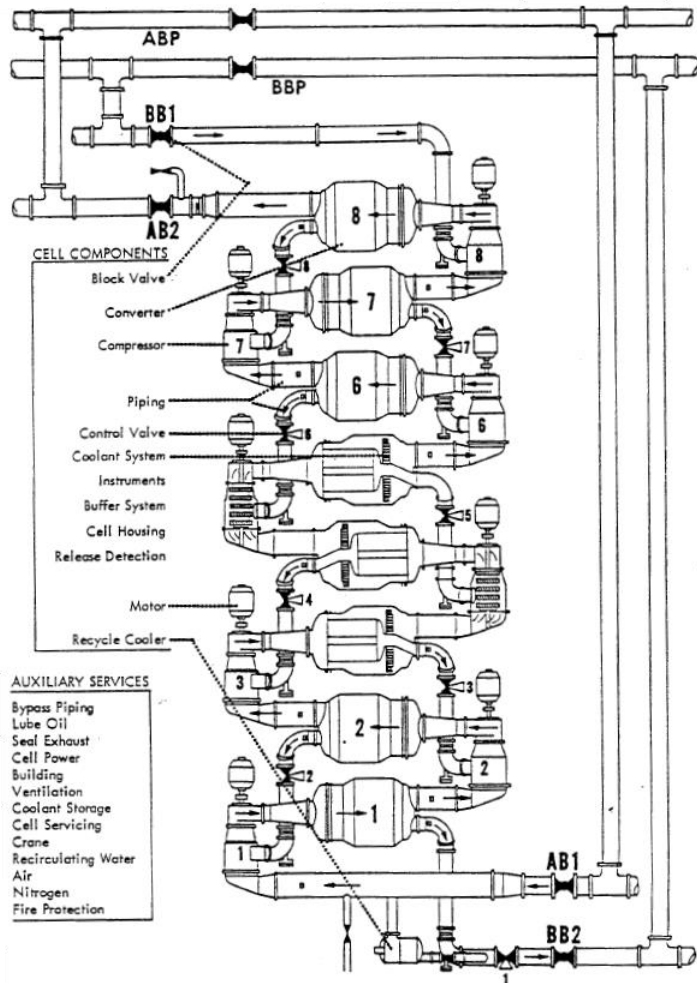 ABP
BBP
BB1
AB2
8
8
8
CELL COMPONENTS
Block Valve
7
Converter
7
Compressor
7
6
Piping
6
Control Valve
6
Coolant System
Instruments
Buffer System
5
Cell Housing
Release Detection
4
Motor
Recycle Cooler
3
3
AUXILIARY SERVICES
Bypass Piping
Lube Oil
Seal Exhaust
Cell Power
Building
Ventilation
Coolant Storage
Cell Servicing
Crane
Recirculating Water
Air
Nitrogen
Fire Protection
2
2
2
1
1
AB1
BB2
1